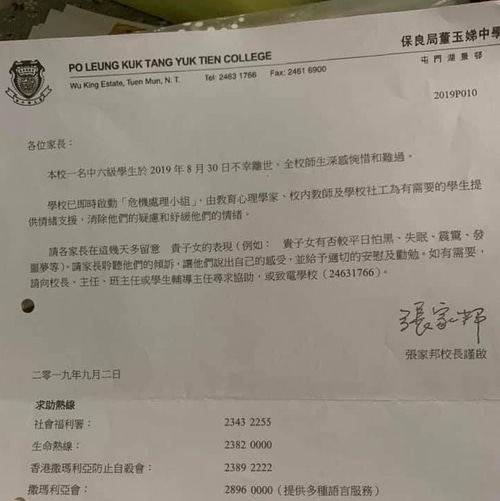 保良局董玉娣中學
PO LEUNG KUK TANG YUK TIEN COLLEGE
屯門湖景邨
Wu King Estate, Tuen Mun, N. T. Tel: 2463 1766 Fax: 2461 6900
2019P010
各位家長：
本校一名中六級學生於 2019 年 8 月 30 日不幸離世，全校師生深感惋惜和難過。
學校已即時啟動「危機處理小組」，由教育心理學家、校內教師及學校社工為有需要的學生提
供情緒支援，消除他們的疑慮和紓緩他們的情緒。
請各家長在這幾天多留意 貴子女的表現 (例如： 貴子女有否較平日怕黑、失眠、震驚、發
噩夢等)。請家長聆聽他們的傾訴，讓他們說出自己的感受，並給予適切的安慰及勸勉。如有需要，
請向校長、主任、班主任或學生輔導主任尋求協助，或致電學校（24631766）。
張家邦校長謹啟
二零一九年九月二日
求助熱線
社會福利署： 2343 2255
生命熱線： 2382 0000
香港撒瑪利亞防止自殺會： 2389 2222
撒瑪利亞會： 2896 0000 (提供多種語言服務)